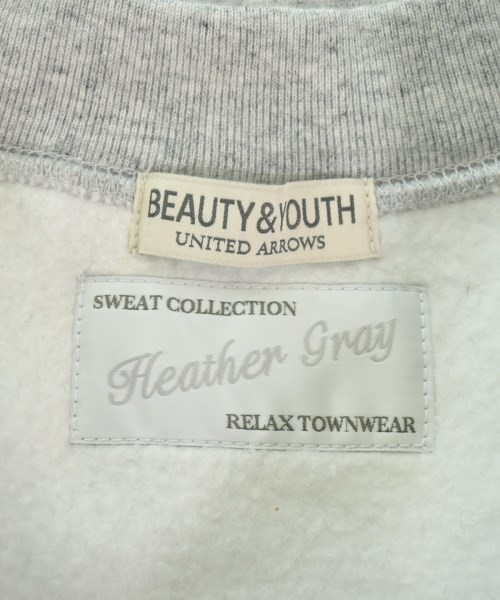 BEAUTY&YOUTH
UNITED ARROWS
SWEAT COLLECTION
Heather Gray
RELAX TOWNWEAR